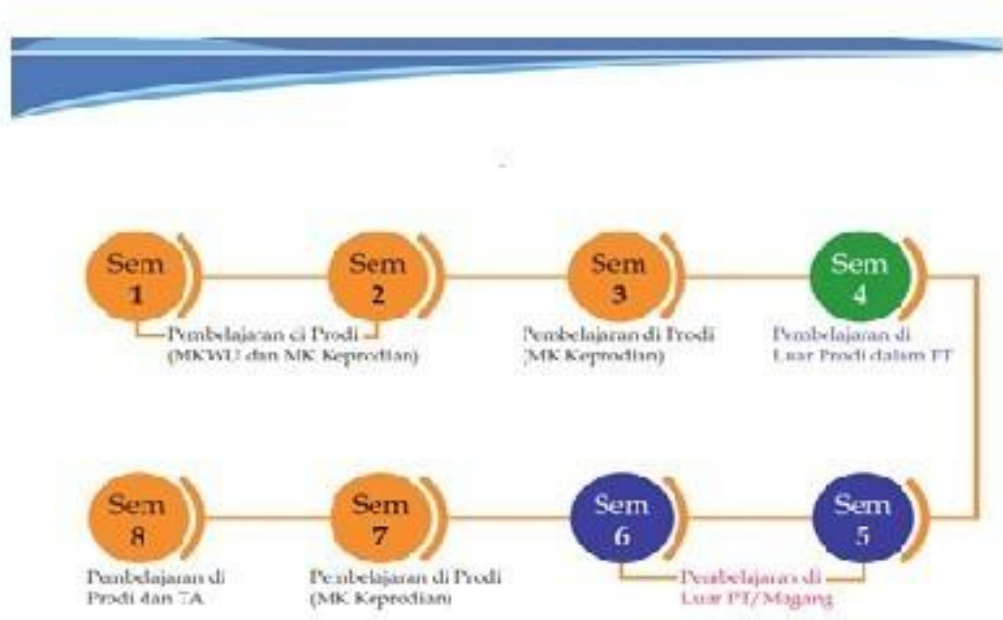 Sem
1
Sem
2
Sem
3
Sem
4
Pembelajaran di Prodi
(MKWU dan MK Keprodian)
Pembelajaran di Prodi
(MK Keprodian)
Pembelajaran di
Luar Prodi dalam PT
Sem
8
Sem
7
Sem
6
Sem
5
Pembelajaran di
Prodi dan TA
Pembelajaran di Prodi
(MK Keprodian)
Pembelajaran di
Luar PT/Magang